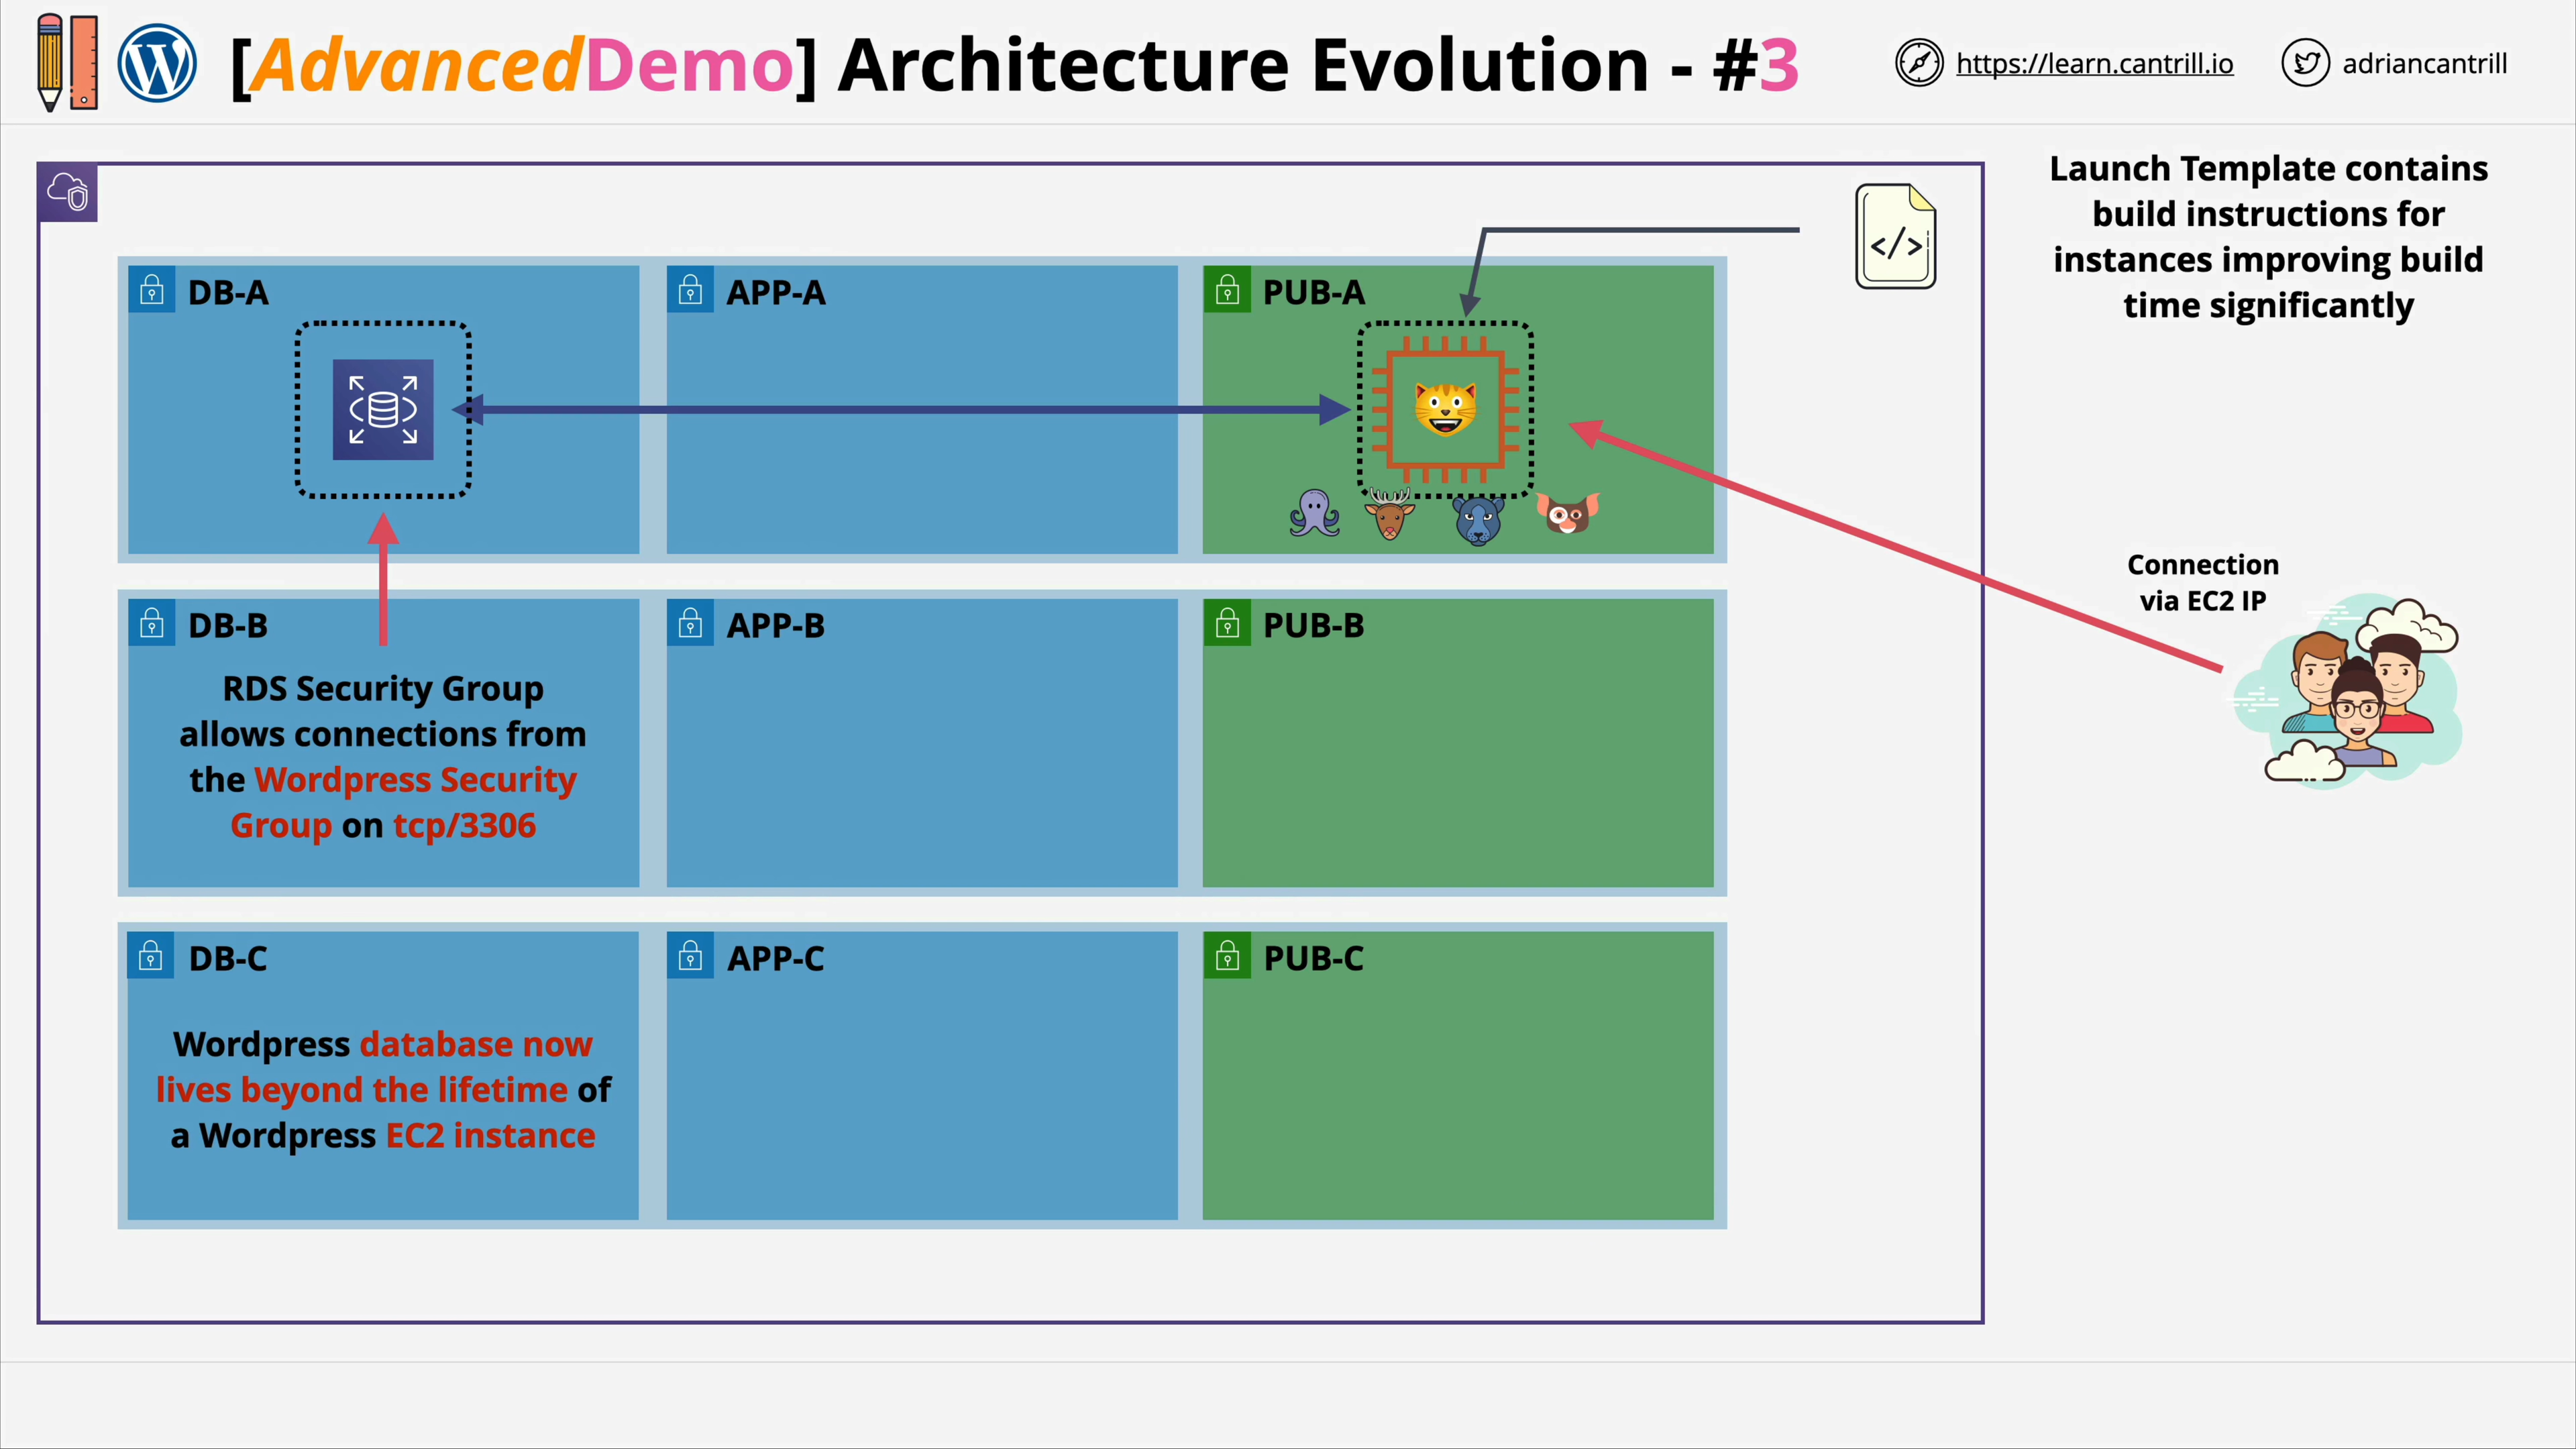 [AdvancedDemo] Architecture Evolution - #3
https://learn.cantrill.io
adriancantrill
Launch Template contains
build instructions for
instances improving build
time significantly
</>
DB-A
APP-A
PUB-A
Connection
via EC2 IP
DB-B
APP-B
PUB-B
RDS Security Group
allows connections from
the Wordpress Security
Group on tcp/3306
DB-C
APP-C
PUB-C
Wordpress database now
lives beyond the lifetime of
a Wordpress EC2 instance